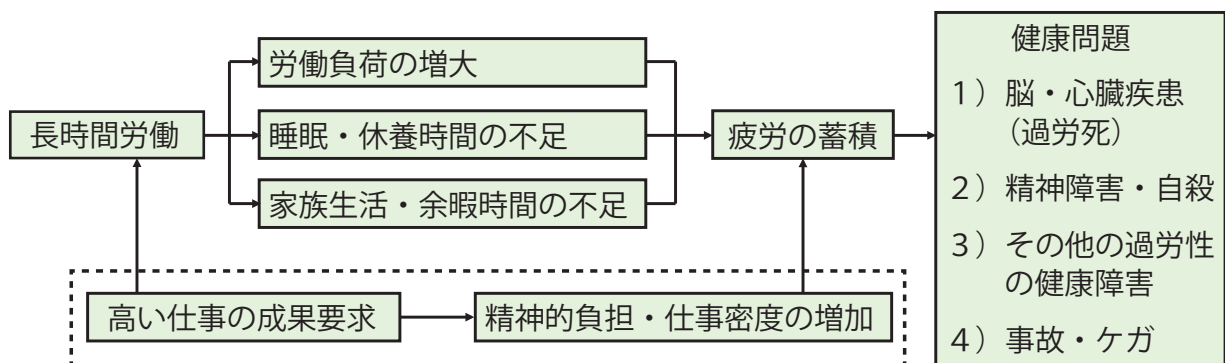 労働負荷の増大
長時間労働
睡眠・休養時間の不足
家族生活・余暇時間の不足
疲労の蓄積
高い仕事の成果要求
精神的負担・仕事密度の増加
健康問題
1）脳・心臓疾患
（過労死）
2）精神障害・自殺
3）その他の過労性
の健康障害
4）事故・ケガ